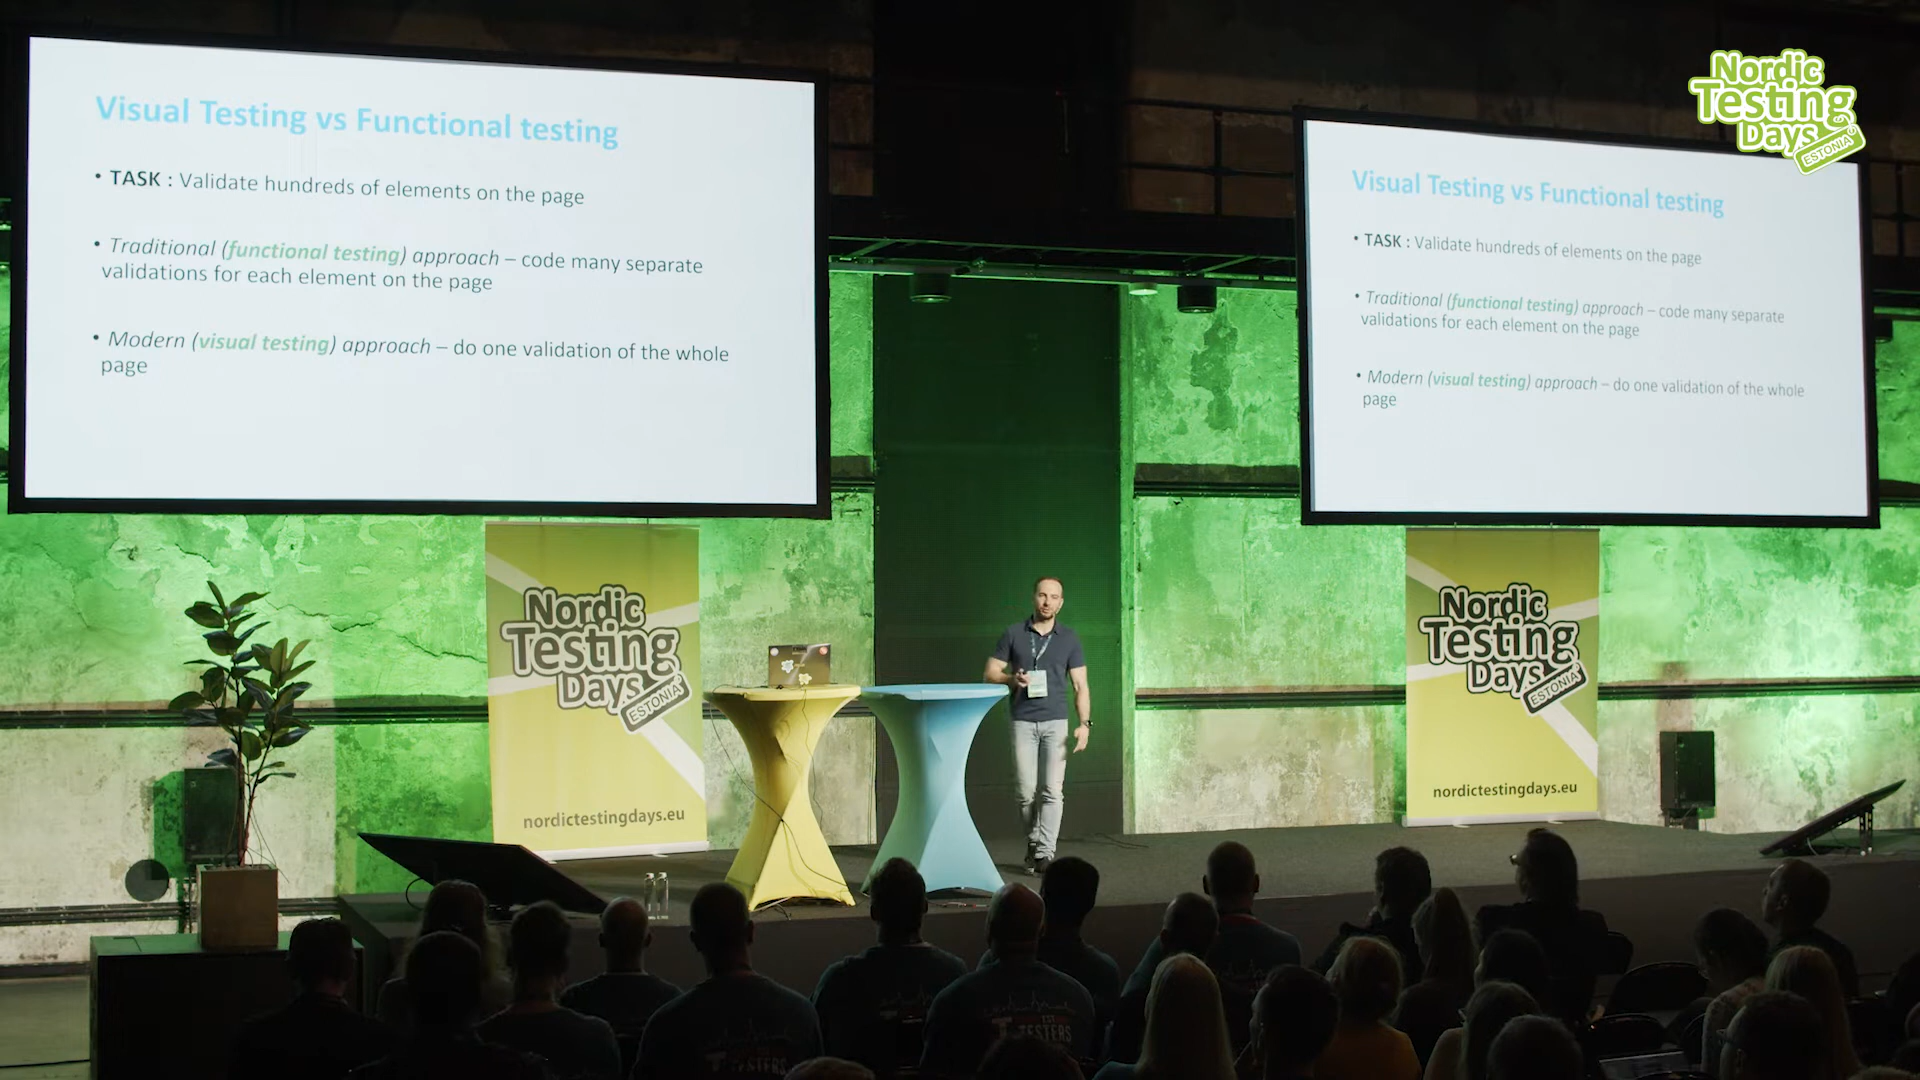 Visual Testing vs Functional testing
• TASK : Validate hundreds of elements on the page
• Traditional (functional testing) approach – code many separate
validations for each element on the page
• Modern (visual testing) approach – do one validation of the whole
page
Nordic
Testing
Days
ESTONIA
Visual Testing vs Functional testing
• TASK : Validate hundreds of elements on the page
• Traditional (functional testing) approach – code many separate
validations for each element on the page
• Modern (visual testing) approach – do one validation of the whole
page
Nordic
Testing
Days
ESTONIA
nordictestingdays.eu
Nordic
Testing
Days
ESTONIA
nordictestingdays.eu
TESTERS
TESTERS